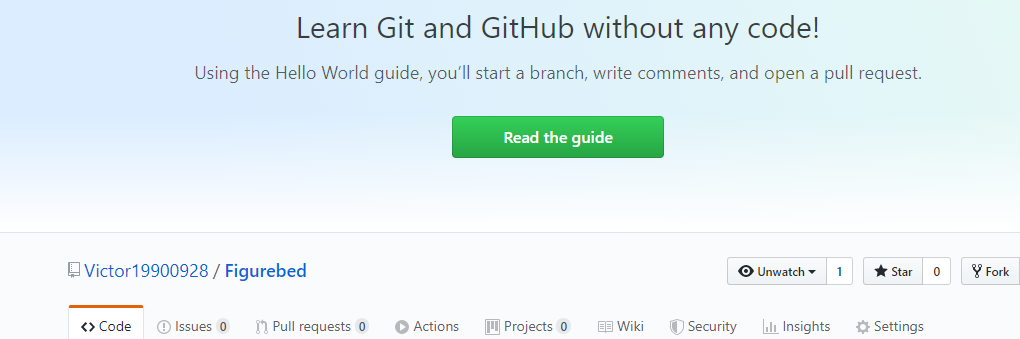 Learn Git and GitHub without any code!
Using the Hello World guide, you’ll start a branch, write comments, and open a pull request.
Read the guide
Victor19900928 / Figurebed
Unwatch 1 Star 0 Fork
Code Issues 0 Pull requests 0 Actions Projects 0 Wiki Security Insights Settings